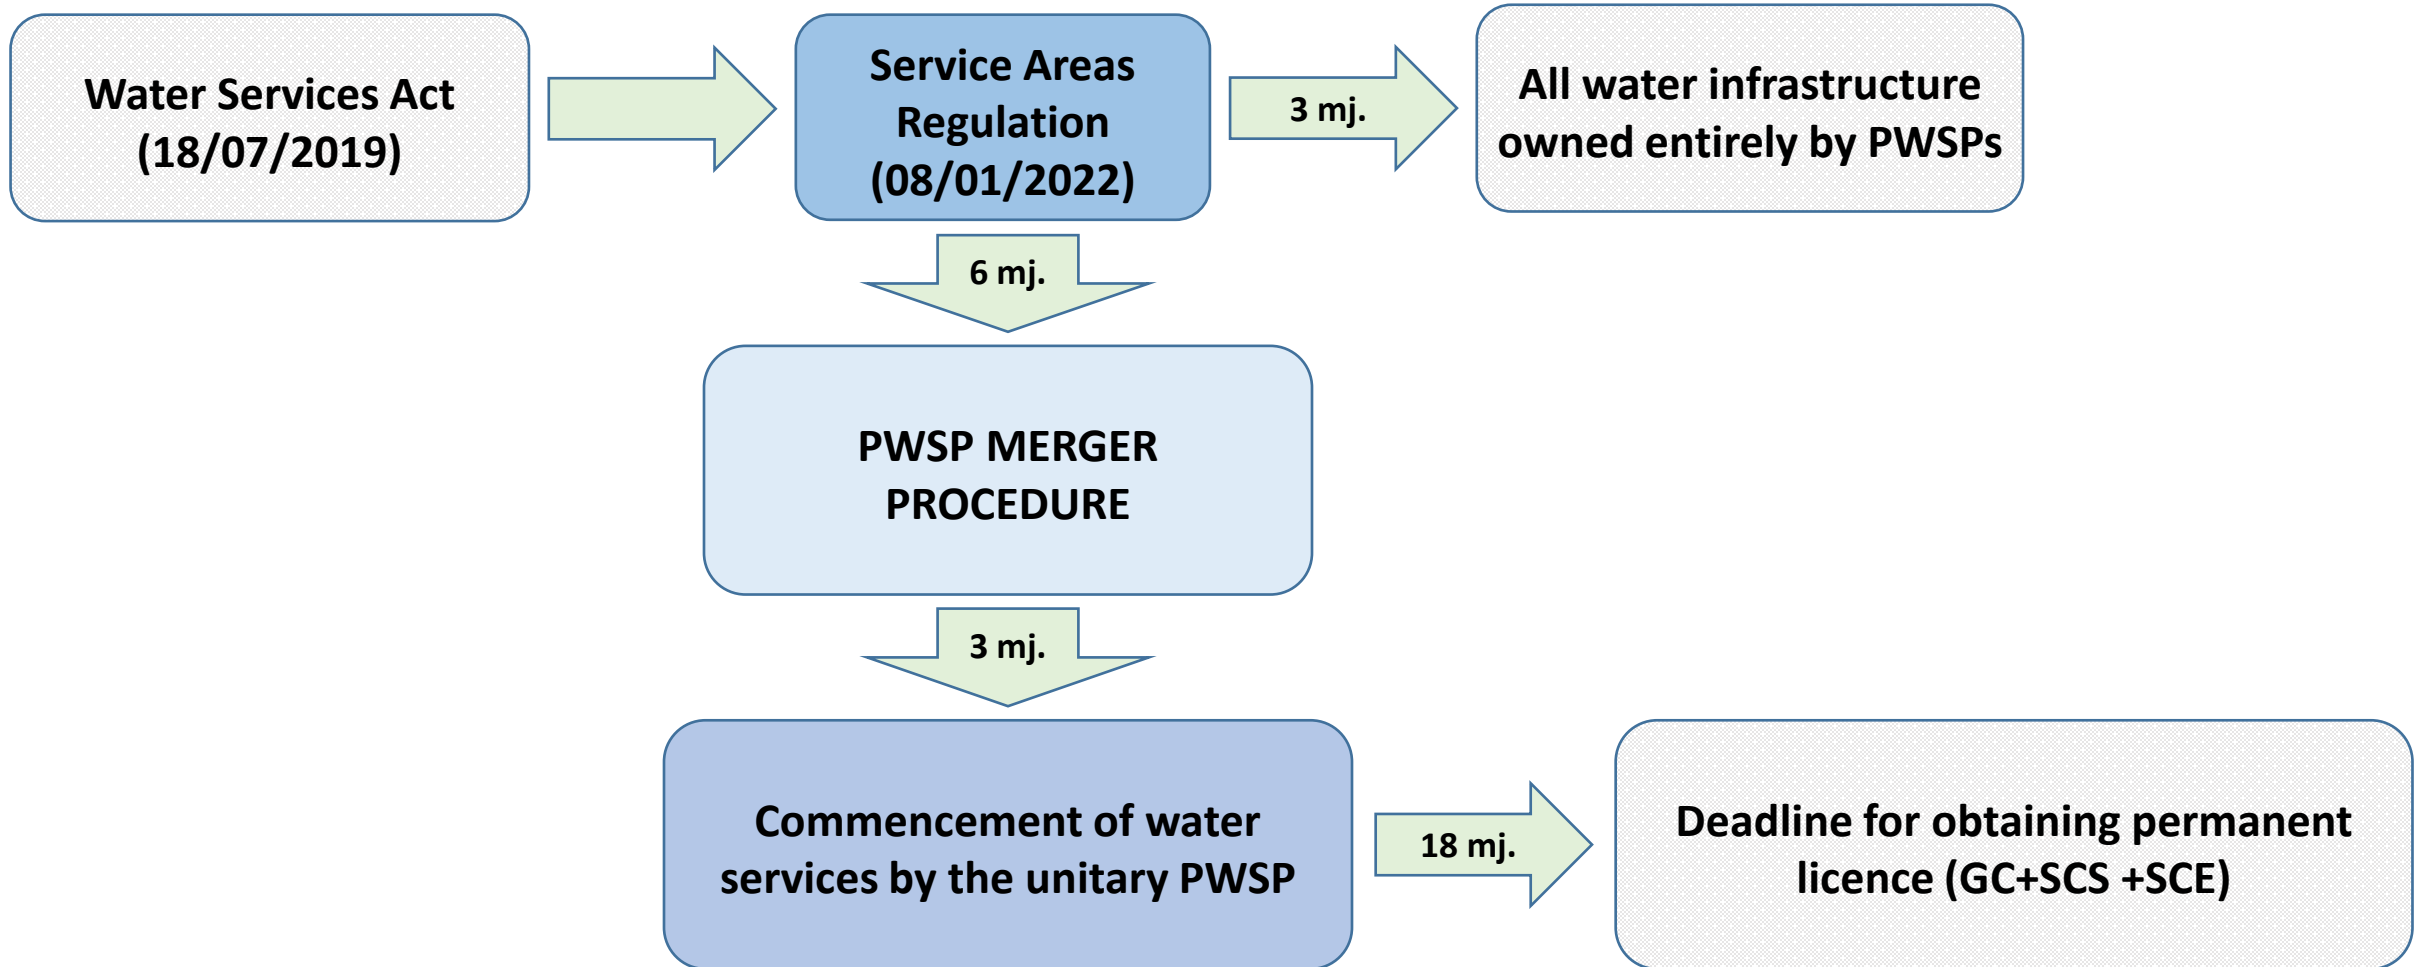 Water Services Act
(18/07/2019)
Service Areas
Regulation
(08/01/2022)
3 mj.
All water infrastructure
owned entirely by PWSPs
6 mj.
PWSP MERGER
PROCEDURE
3 mj.
Commencement of water
services by the unitary PWSP
18 mj.
Deadline for obtaining permanent
licence (GC+SCS +SCE)